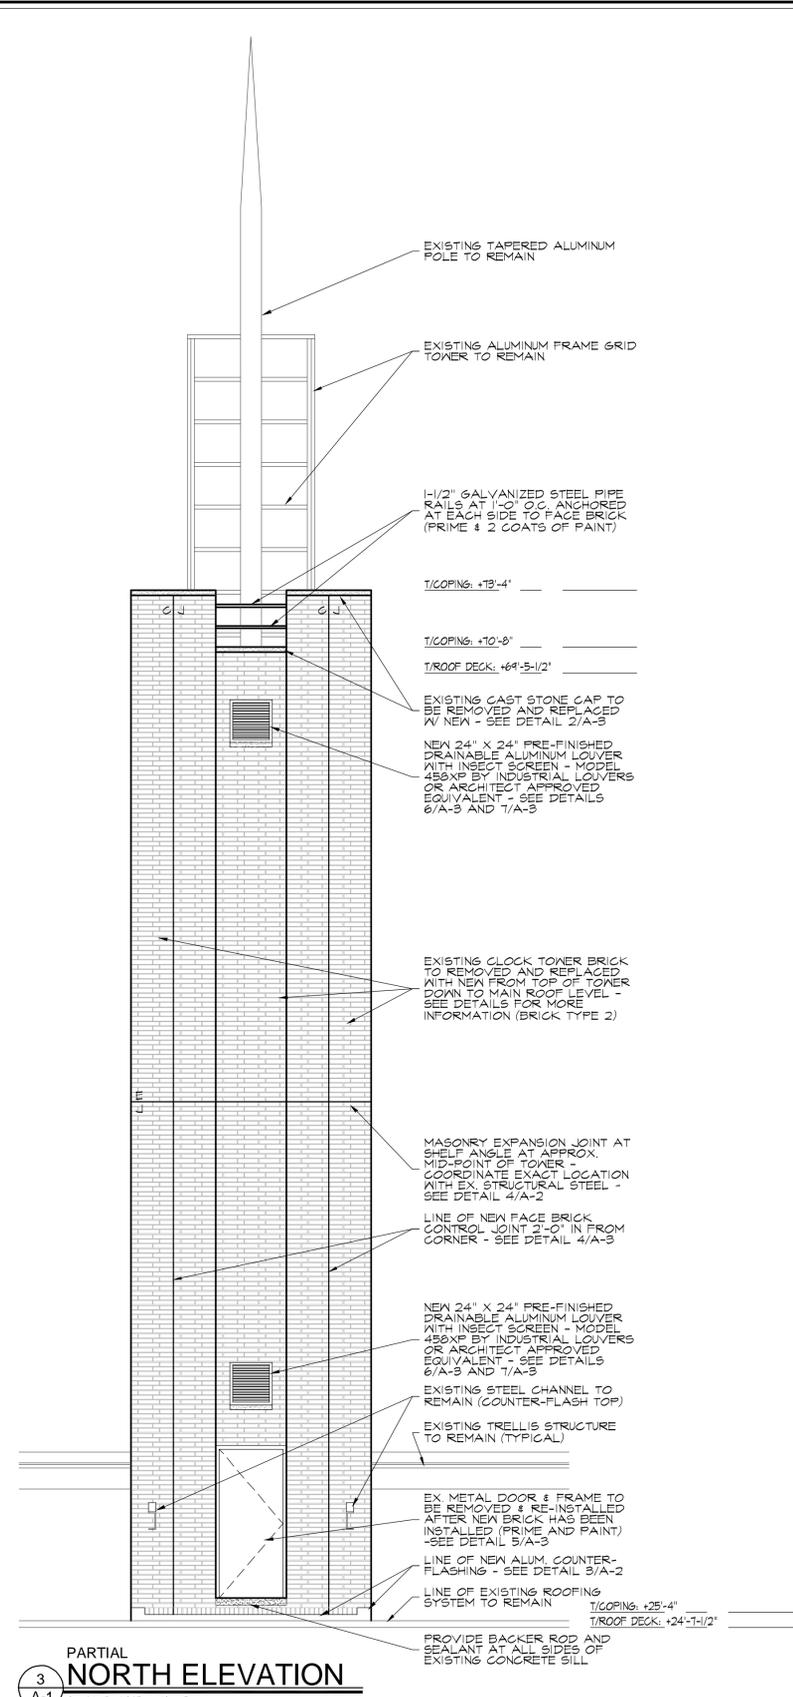 EXISTING TAPERED ALUMINUM
POLE TO REMAIN
EXISTING ALUMINUM FRAME GRID
TOWER TO REMAIN
1-1/2" GALVANIZED STEEL PIPE
RAILS AT 1'-0" O.C. ANCHORED
AT EACH SIDE TO FACE BRICK
(PRIME & 2 COATS OF PAINT)
T/COPING: +73'-4"
CJ CJ
T/COPING: +70'-8"
T/ROOF DECK: +69'-5-1/2"
EXISTING CAST STONE CAP TO
BE REMOVED AND REPLACED
W/ NEW - SEE DETAIL 2/A-3
NEW 24" X 24" PRE-FINISHED
DRAINABLE ALUMINUM LOUVER
WITH INSECT SCREEN - MODEL
458XP BY INDUSTRIAL LOUVERS
OR ARCHITECT APPROVED
EQUIVALENT - SEE DETAILS
6/A-3 AND 7/A-3
EXISTING CLOCK TOWER BRICK
TO REMOVED AND REPLACED
WITH NEW FROM TOP OF TOWER
DOWN TO MAIN ROOF LEVEL -
SEE DETAILS FOR MORE
INFORMATION (BRICK TYPE 2)
EJ
MASONRY EXPANSION JOINT AT
SHELF ANGLE AT APPROX.
MID-POINT OF TOWER -
COORDINATE EXACT LOCATION
WITH EX. STRUCTURAL STEEL -
SEE DETAIL 4/A-2
LINE OF NEW FACE BRICK
CONTROL JOINT 2'-0" IN FROM
CORNER - SEE DETAIL 4/A-3
NEW 24" X 24" PRE-FINISHED
DRAINABLE ALUMINUM LOUVER
WITH INSECT SCREEN - MODEL
458XP BY INDUSTRIAL LOUVERS
OR ARCHITECT APPROVED
EQUIVALENT - SEE DETAILS
6/A-3 AND 7/A-3
EXISTING STEEL CHANNEL TO
REMAIN (COUNTER-FLASH TOP)
EXISTING TRELLIS STRUCTURE
TO REMAIN (TYPICAL)
EX. METAL DOOR & FRAME TO
BE REMOVED & RE-INSTALLED
AFTER NEW BRICK HAS BEEN
INSTALLED (PRIME AND PAINT)
-SEE DETAIL 5/A-3
LINE OF NEW ALUM. COUNTER-
FLASHING - SEE DETAIL 3/A-2
LINE OF EXISTING ROOFING
SYSTEM TO REMAIN
T/COPING: +25'-4"
T/ROOF DECK: +24'-7-1/2"
PROVIDE BACKER ROD AND
SEALANT AT ALL SIDES OF
EXISTING CONCRETE SILL
PARTIAL
3 NORTH ELEVATION
A-1